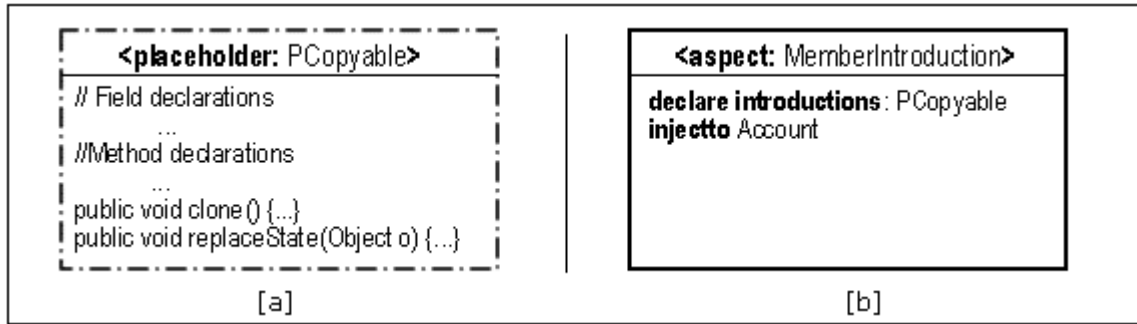 <placeholder: PCopyable>
// Field declarations
...
//Method declarations
...
public void clone() {...}
public void replaceState(Object o) {...}
[a]
<aspect: MemberIntroduction>
declare introductions: PCopyable
injectto Account
[b]